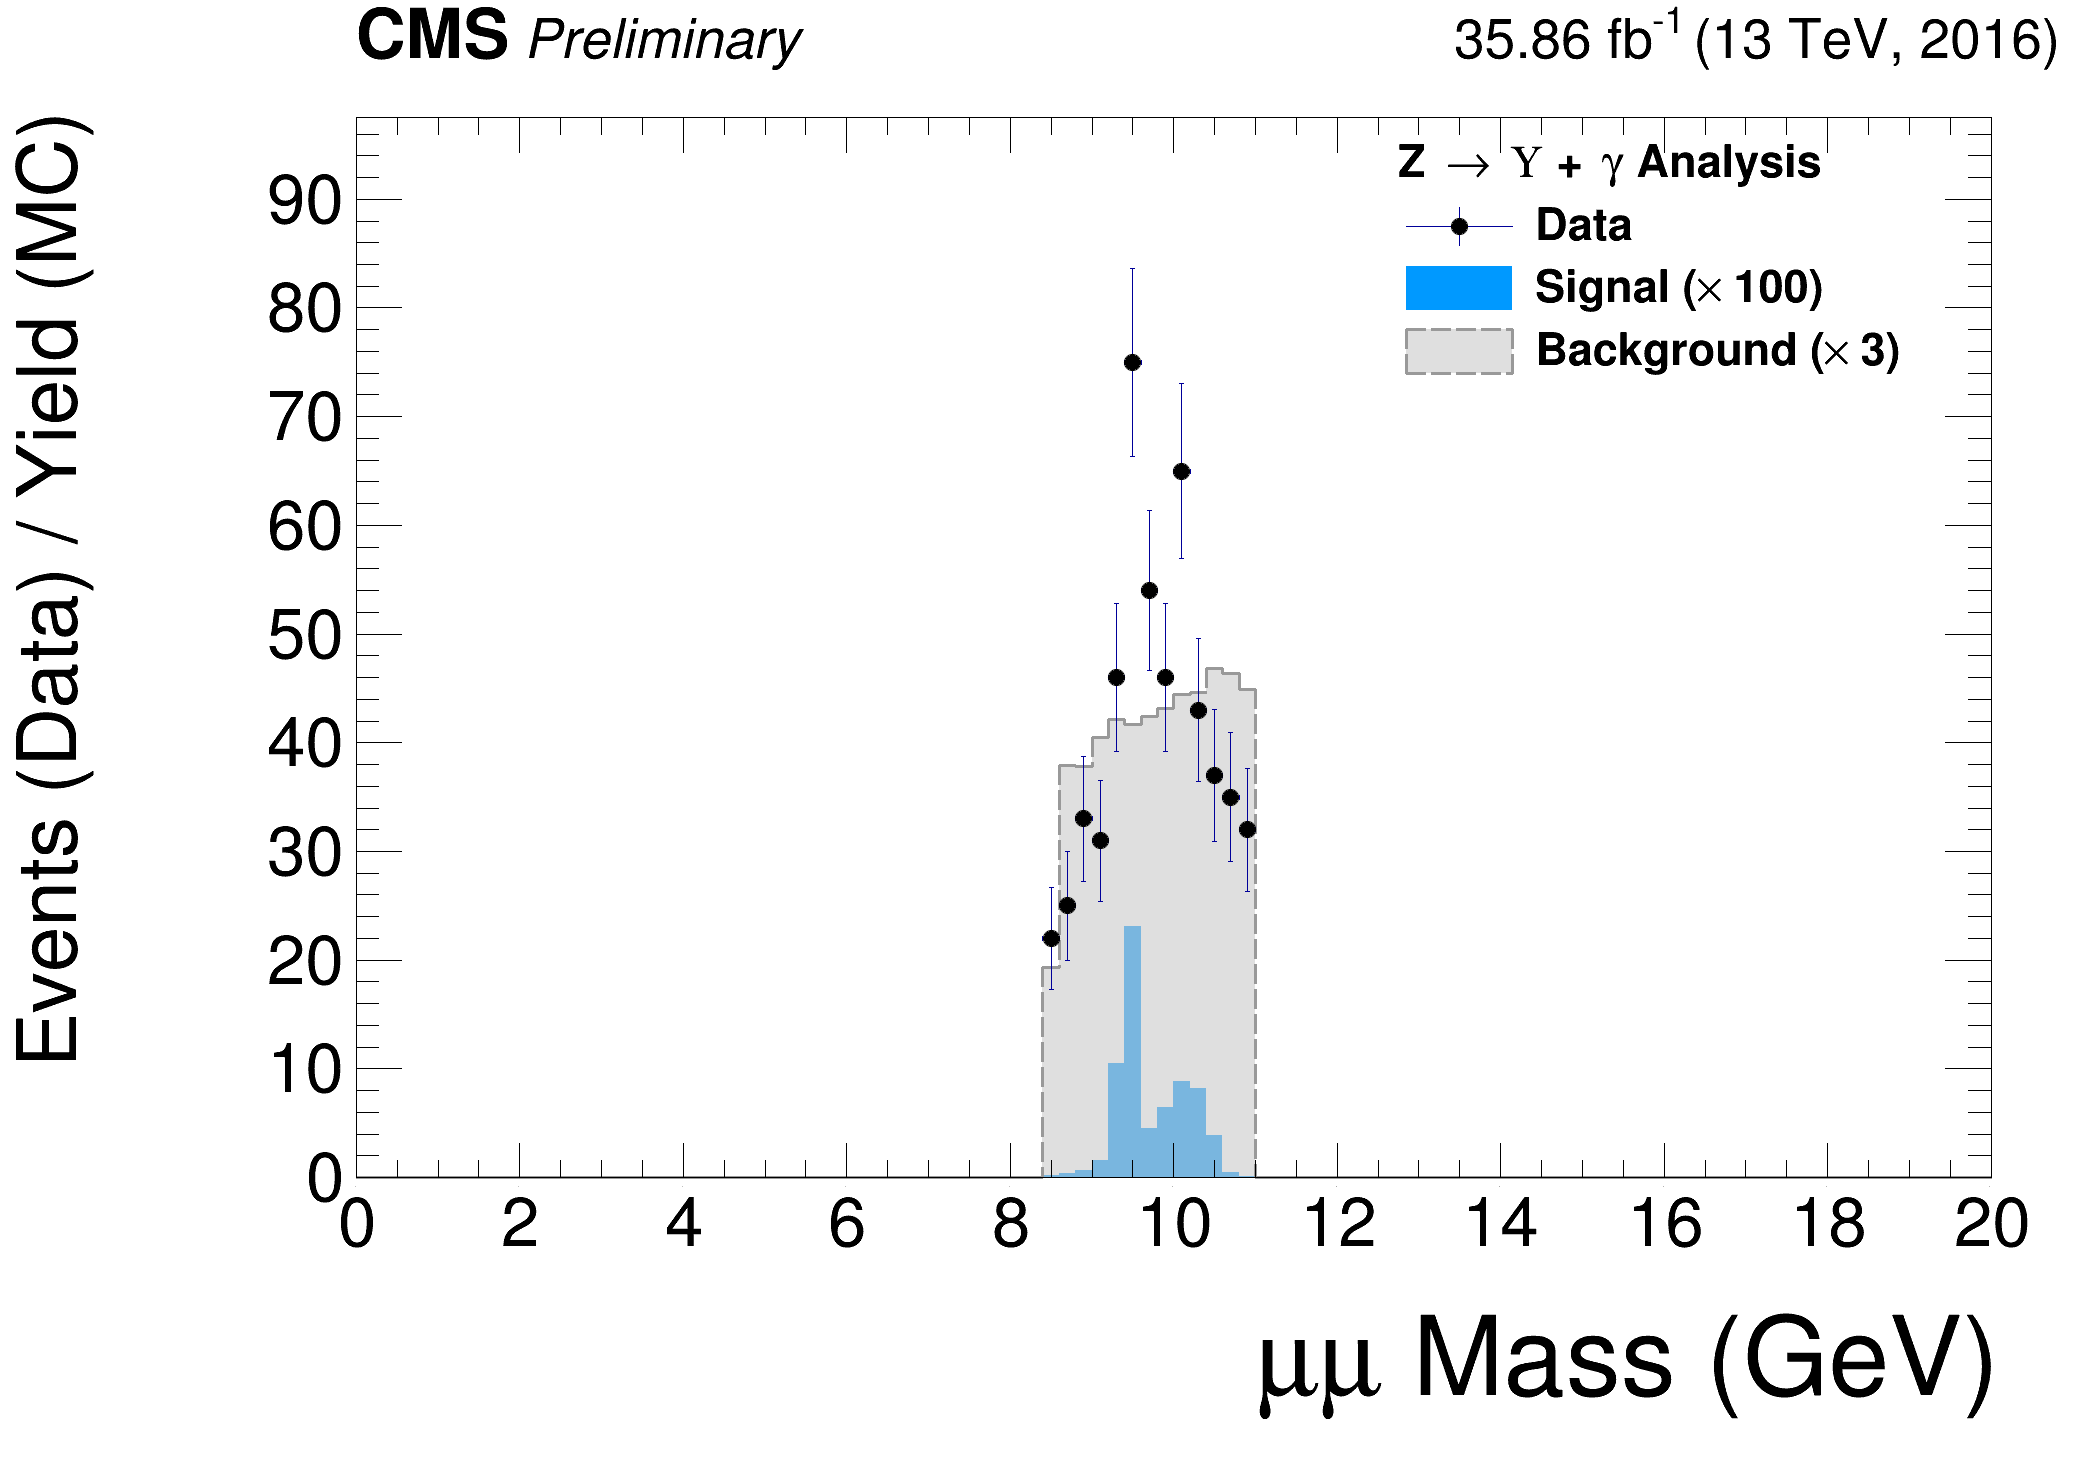 CMS Preliminary
35.86 fb⁻¹ (13 TeV, 2016)
Events (Data) / Yield (MC)
Z → ϒ + γ Analysis
Data
Signal (× 100)
Background (× 3)
90
80
70
60
50
40
30
20
10
0
0 2 4 6 8 10 12 14 16 18 20
μμ Mass (GeV)